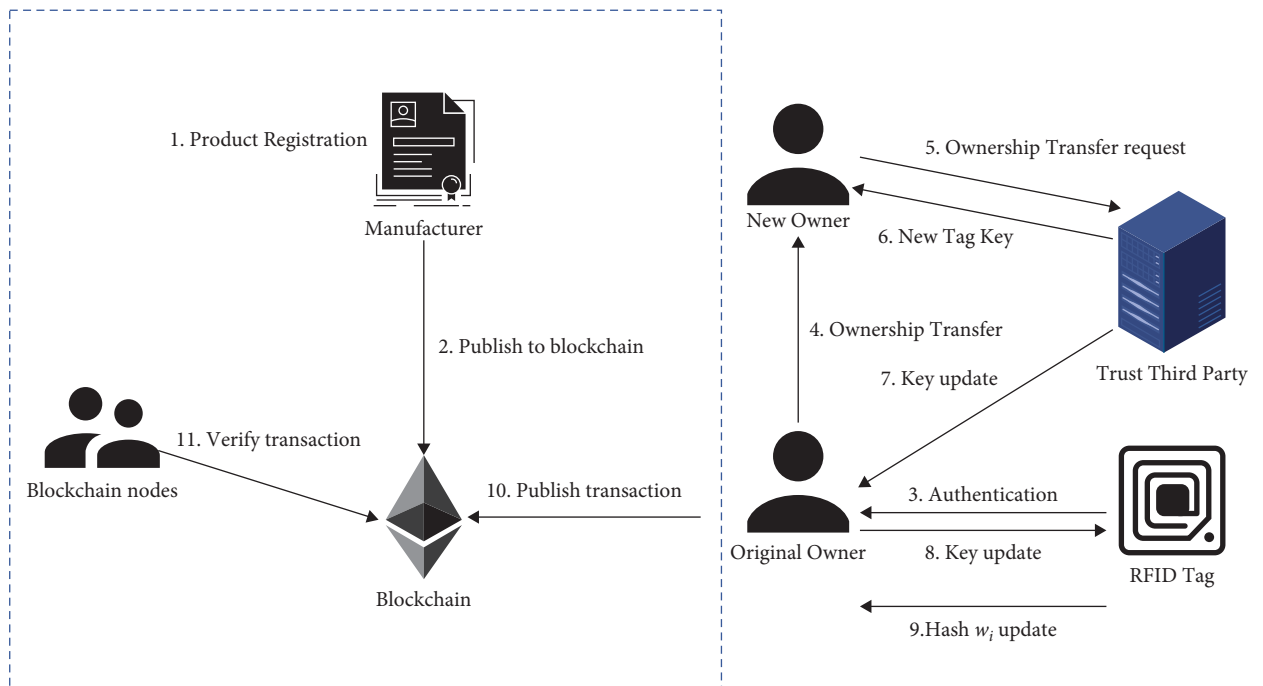 1. Product Registration
Manufacturer
2. Publish to blockchain
11. Verify transaction
Blockchain nodes
10. Publish transaction
Blockchain
New Owner
5. Ownership Transfer request
6. New Tag Key
4. Ownership Transfer
7. Key update
Trust Third Party
3. Authentication
Original Owner
8. Key update
RFID Tag
9.Hash wᵢ update